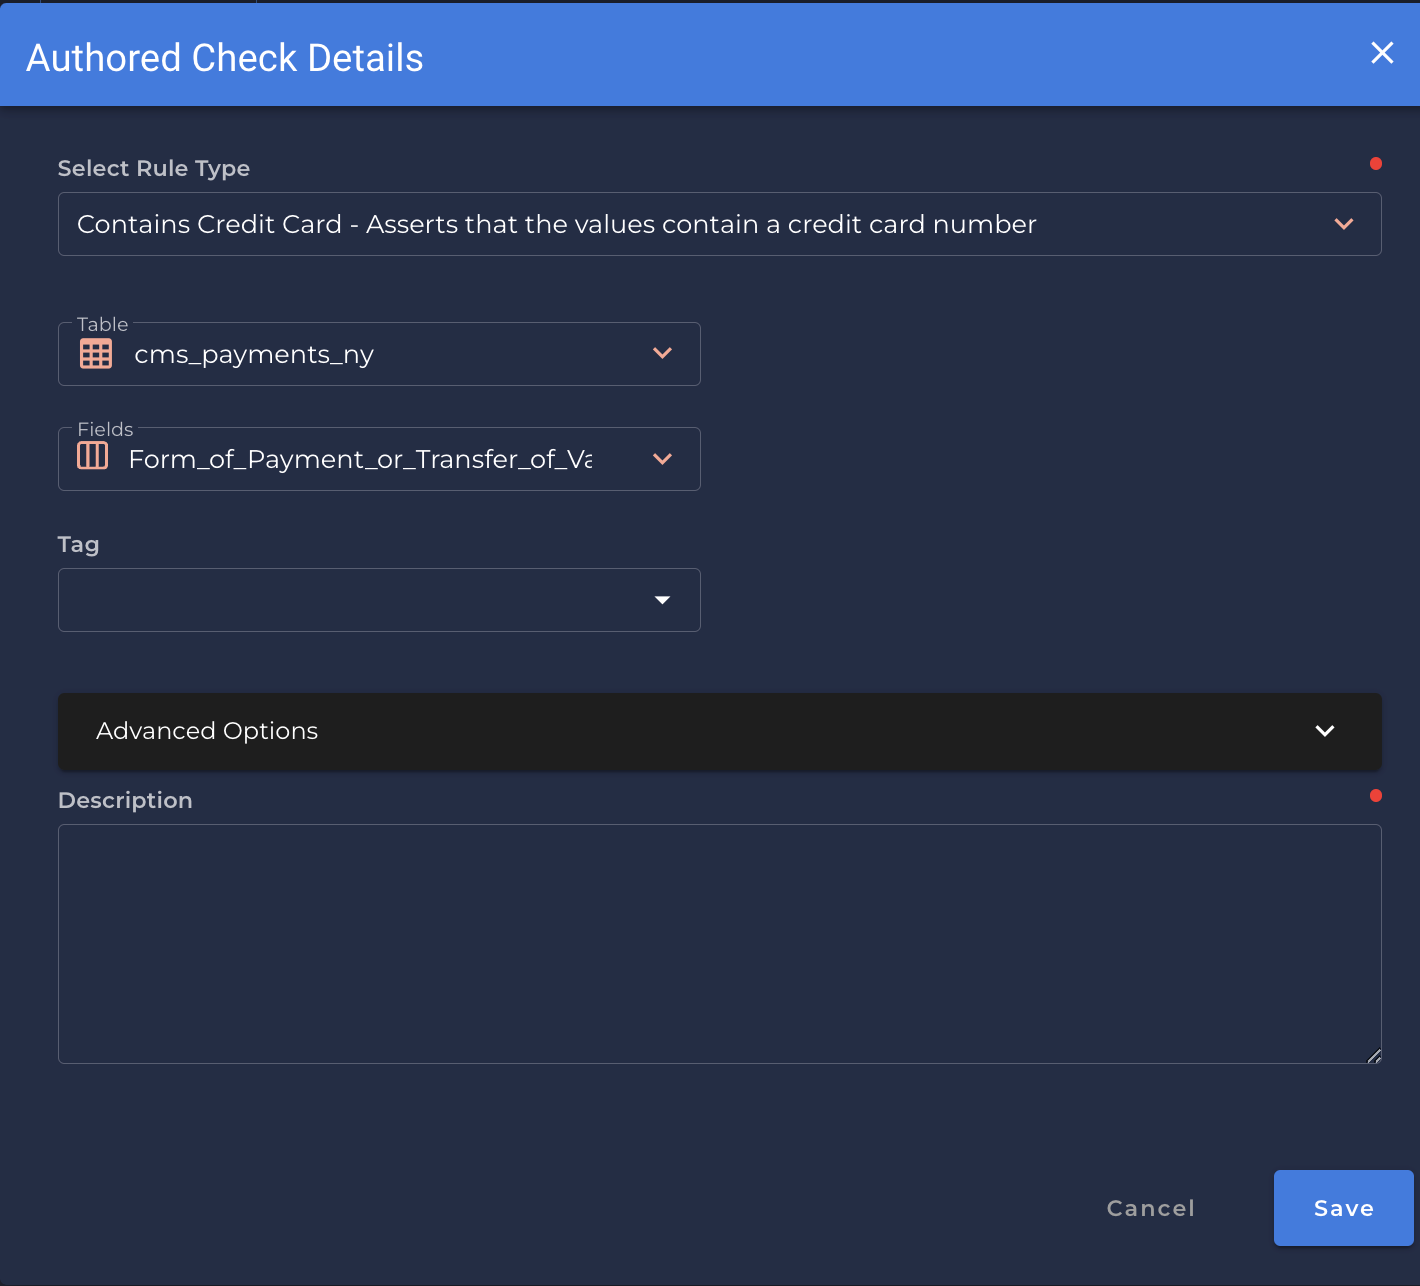 Authored Check Details
Select Rule Type
Contains Credit Card - Asserts that the values contain a credit card number
Table
cms_payments_ny
Fields
Form_of_Payment_or_Transfer_of_Va
Tag
Advanced Options
Description
Cancel
Save